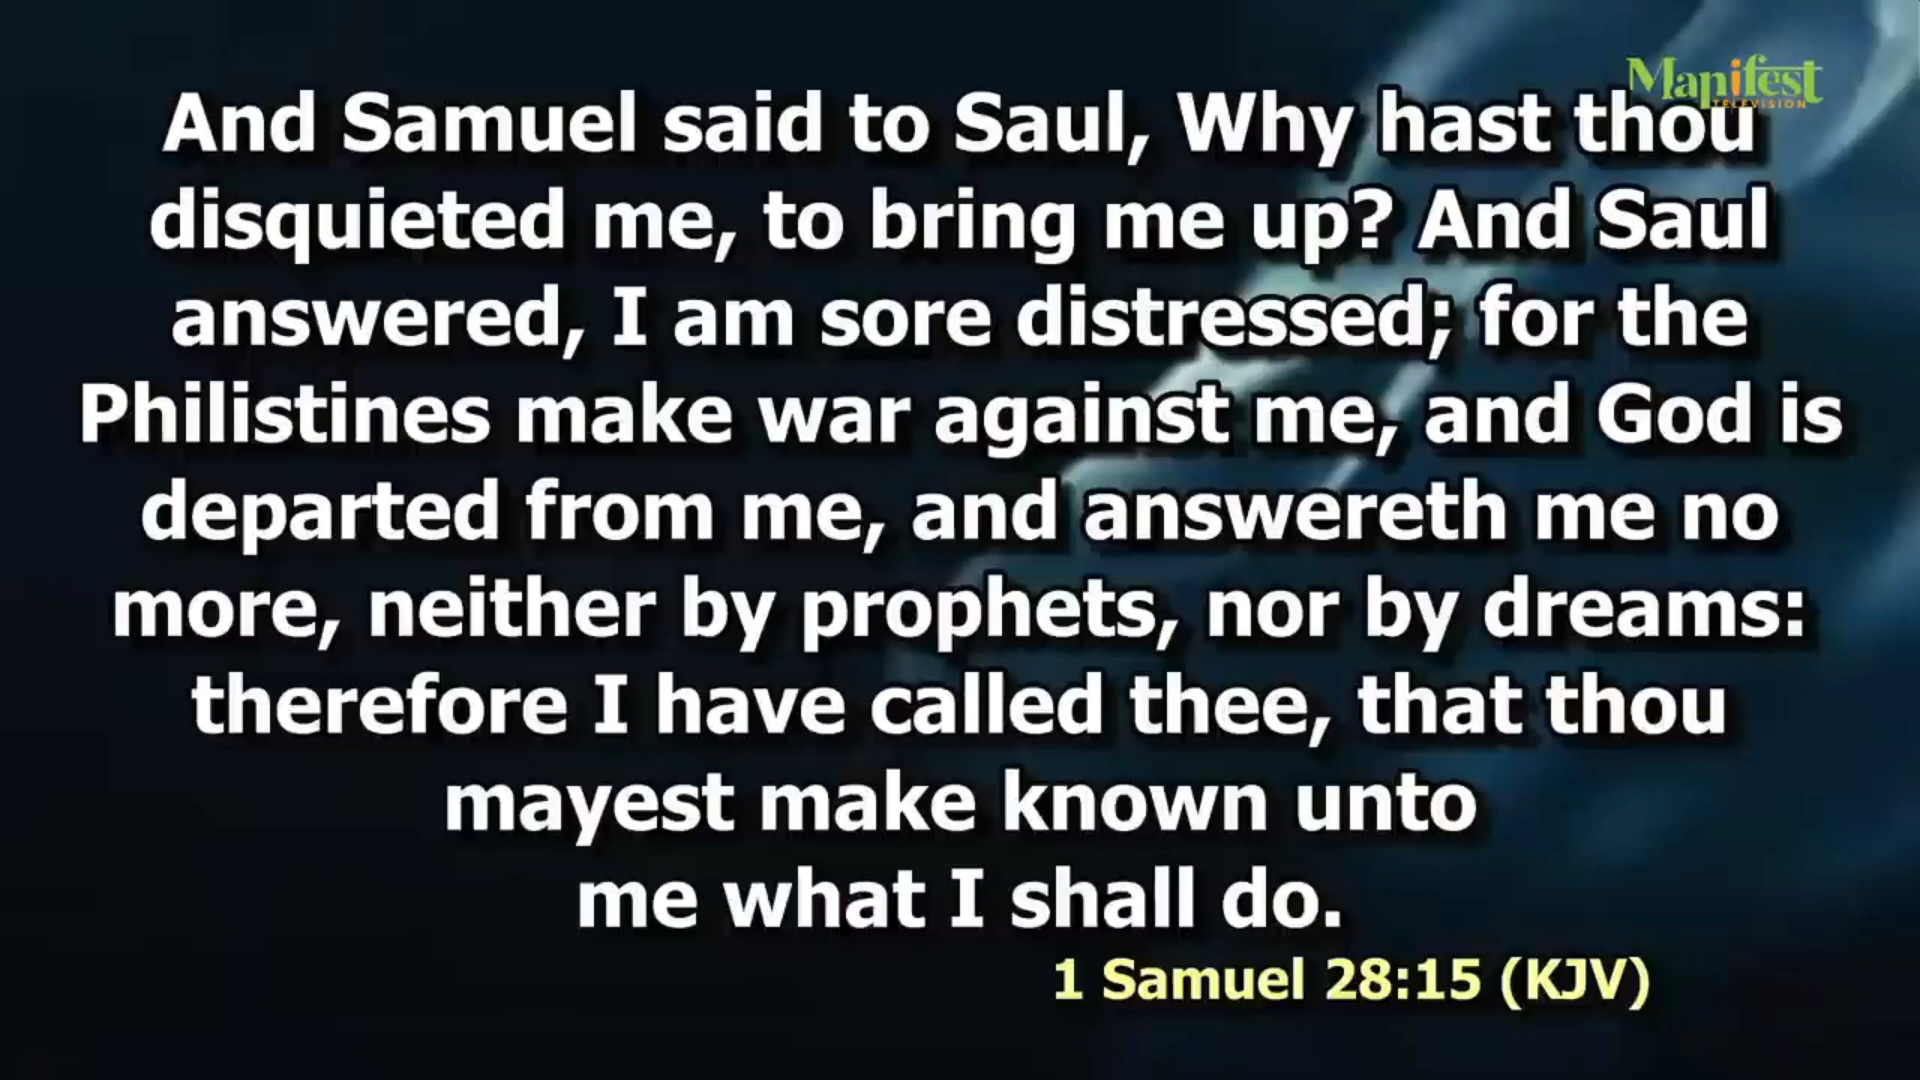 Manifest
TELEVISION
And Samuel said to Saul, Why hast thou
disquieted me, to bring me up? And Saul
answered, I am sore distressed; for the
Philistines make war against me, and God is
departed from me, and answereth me no
more, neither by prophets, nor by dreams:
therefore I have called thee, that thou
mayest make known unto
me what I shall do.
1 Samuel 28:15 (KJV)